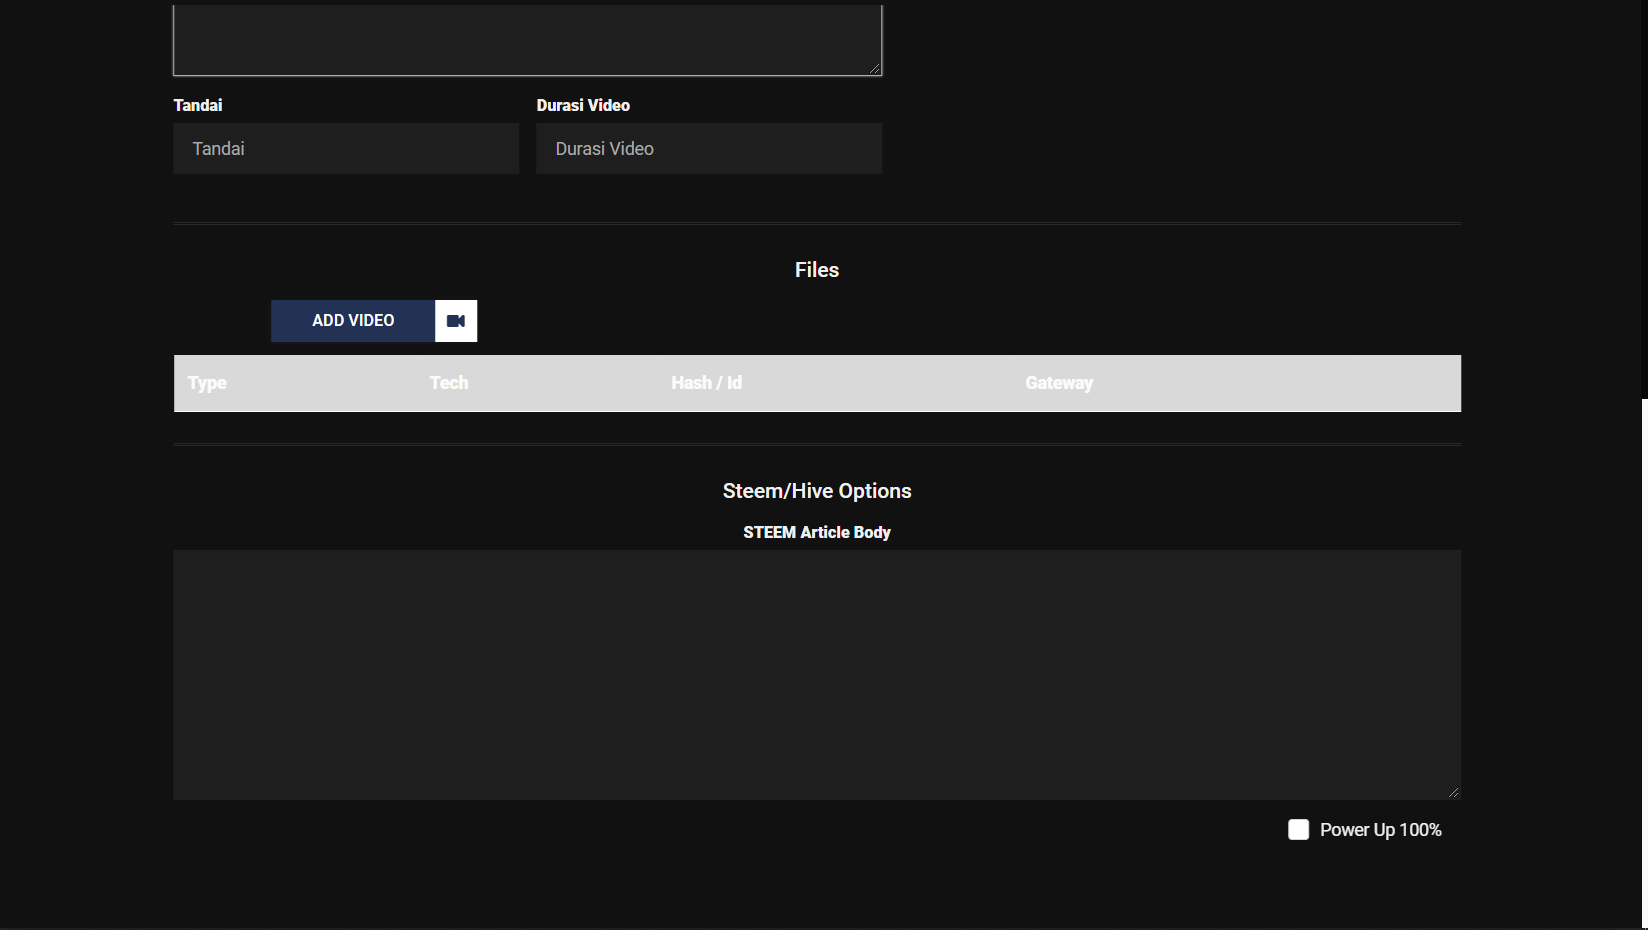 Tandai Durasi Video
Tandai Durasi Video
Files
ADD VIDEO
Type Tech Hash / Id Gateway
Steem/Hive Options
STEEM Article Body
Power Up 100%